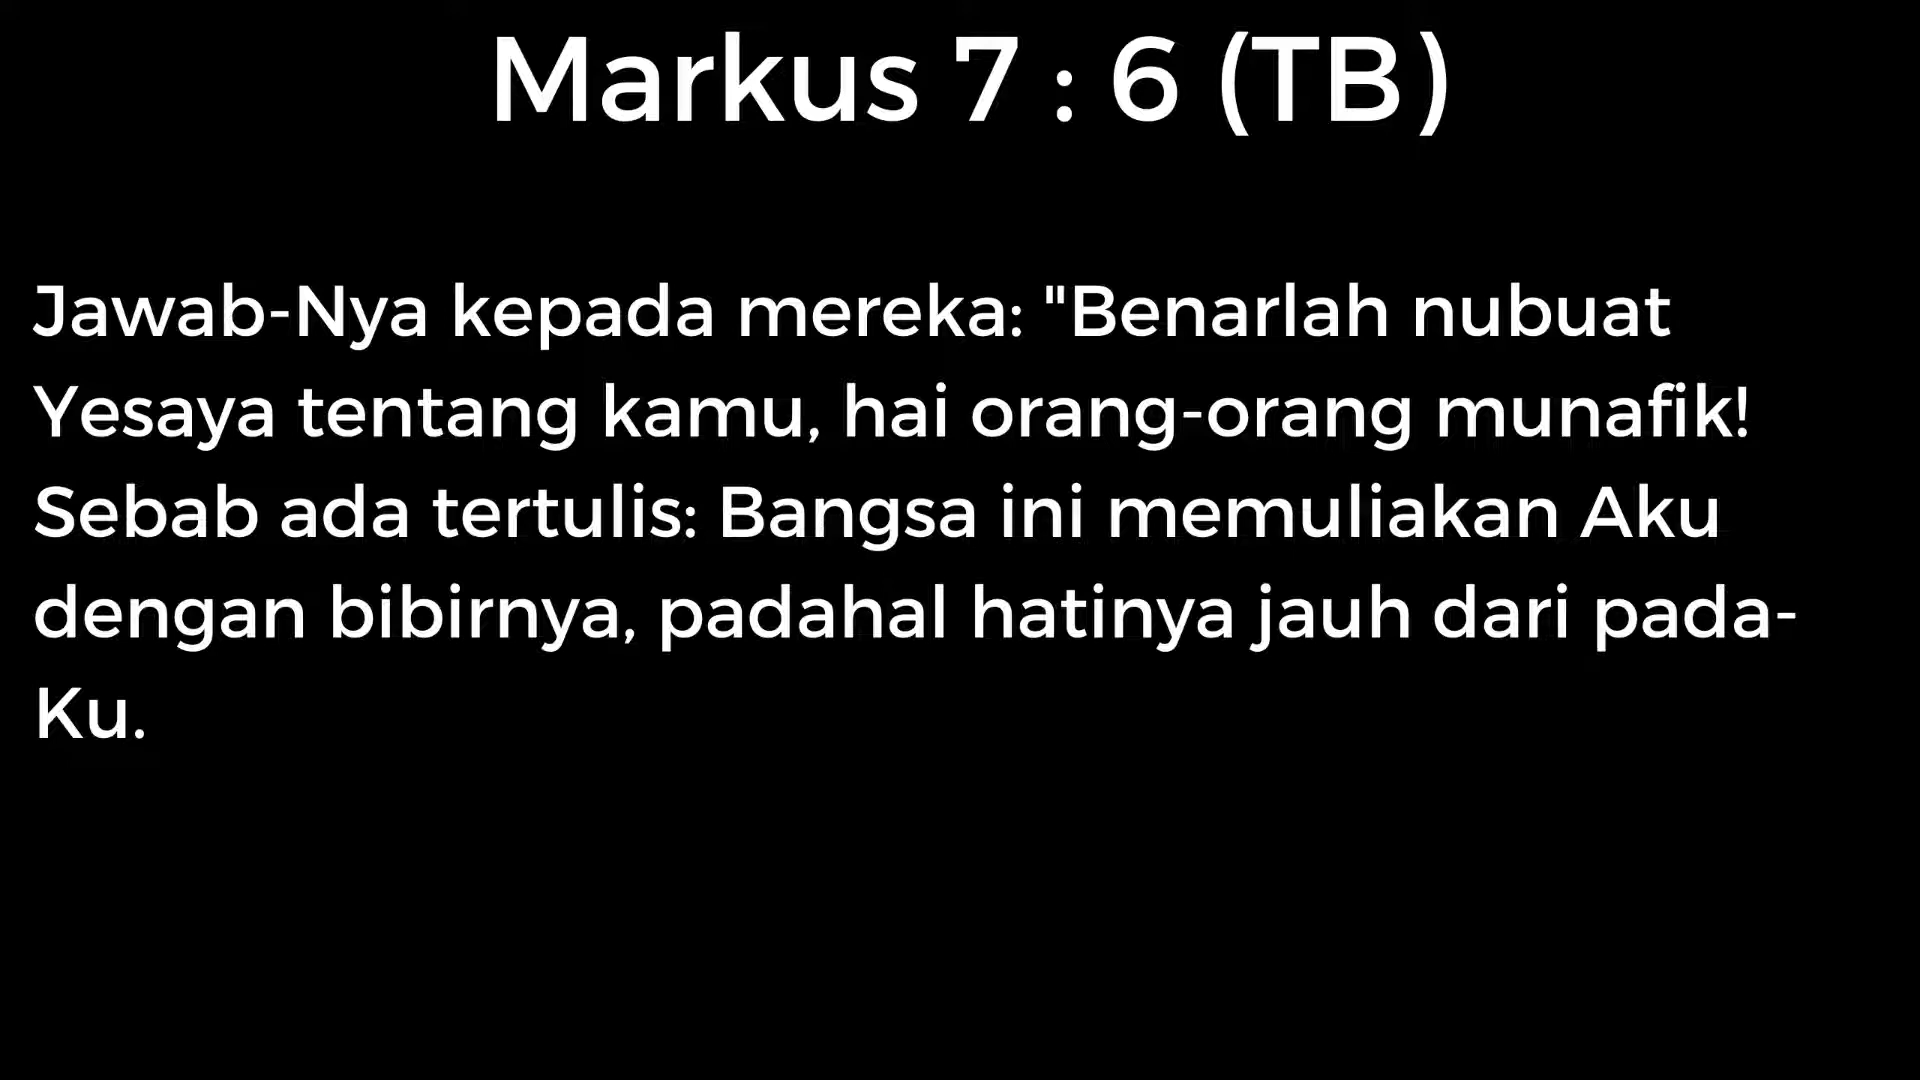 Markus 7 : 6 (TB)
Jawab-Nya kepada mereka: "Benarlah nubuat
Yesaya tentang kamu, hai orang-orang munafik!
Sebab ada tertulis: Bangsa ini memuliakan Aku
dengan bibirnya, padahal hatinya jauh dari pada-
Ku.